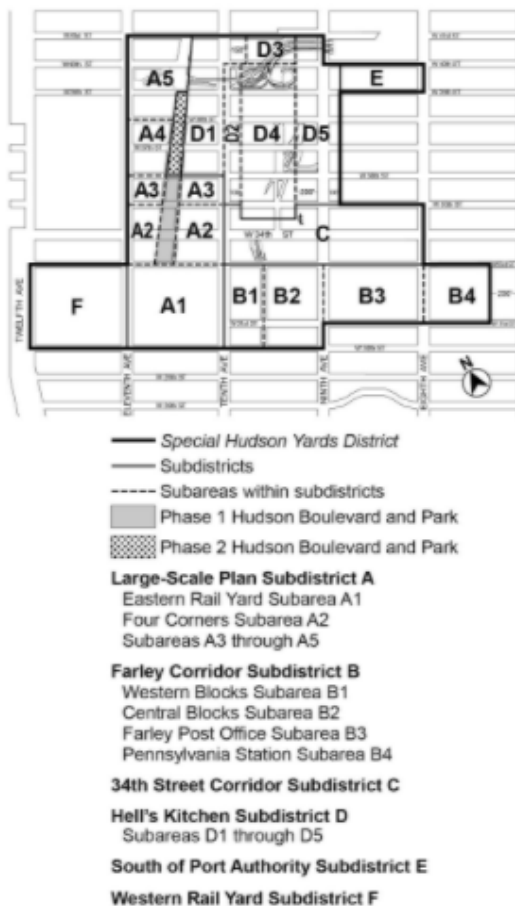 D3
A5
E
A4
D1
D2
D4
D5
A3
A3
A2
A2
W 34th ST
C
F
A1
B1
B2
B3
B4
TWELFTH AVE
ELEVENTH AVE
TENTH AVE
NINTH AVE
EIGHTH AVE
N
Special Hudson Yards District
Subdistricts
Subareas within subdistricts
Phase 1 Hudson Boulevard and Park
Phase 2 Hudson Boulevard and Park
Large-Scale Plan Subdistrict A
Eastern Rail Yard Subarea A1
Four Corners Subarea A2
Subareas A3 through A5
Farley Corridor Subdistrict B
Western Blocks Subarea B1
Central Blocks Subarea B2
Farley Post Office Subarea B3
Pennsylvania Station Subarea B4
34th Street Corridor Subdistrict C
Hell's Kitchen Subdistrict D
Subareas D1 through D5
South of Port Authority Subdistrict E
Western Rail Yard Subdistrict F